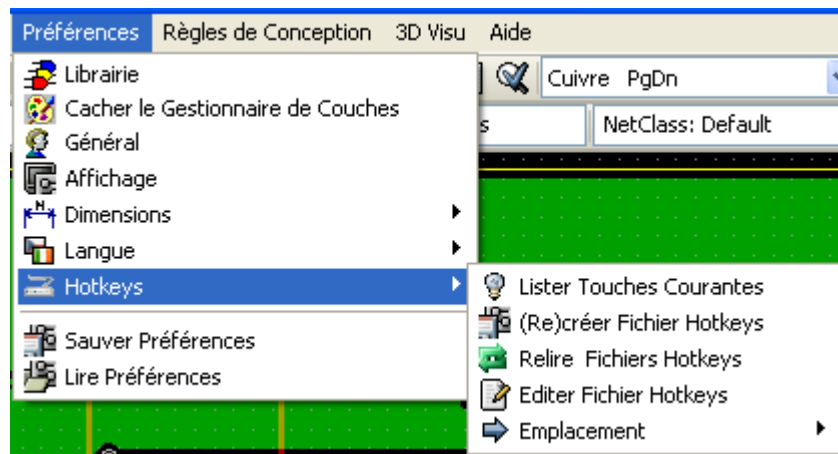 Préférences Règles de Conception 3D Visu Aide
Librairie
Cacher le Gestionnaire de Couches
Cuivre PgDn
Général
s NetClass: Default
Affichage
Dimensions
Langue
Hotkeys
Lister Touches Courantes
(Re)créer Fichier Hotkeys
Sauver Préférences
Relire Fichiers Hotkeys
Lire Préférences
Editer Fichier Hotkeys
Emplacement